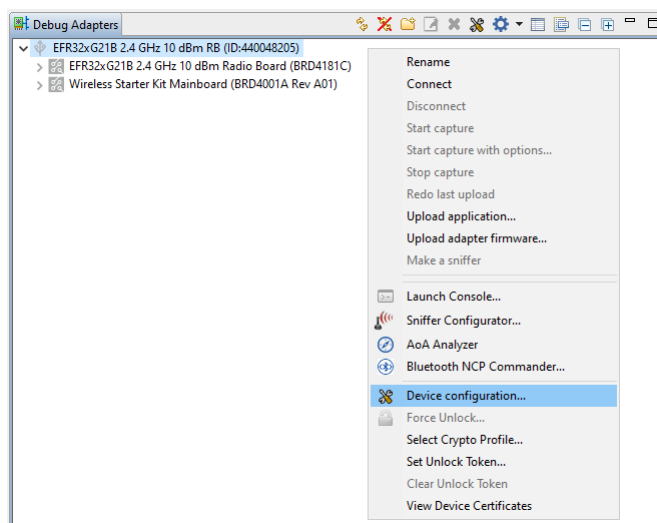 Debug Adapters
EFR32xG21B 2.4 GHz 10 dBm RB (ID:440048205)
EFR32xG21B 2.4 GHz 10 dBm Radio Board (BRD4181C)
Wireless Starter Kit Mainboard (BRD4001A Rev A01)
Rename
Connect
Disconnect
Start capture
Start capture with options...
Stop capture
Redo last upload
Upload application...
Upload adapter firmware...
Make a sniffer
Launch Console...
Sniffer Configurator...
AoA Analyzer
Bluetooth NCP Commander...
Device configuration...
Force Unlock...
Select Crypto Profile...
Set Unlock Token...
Clear Unlock Token
View Device Certificates